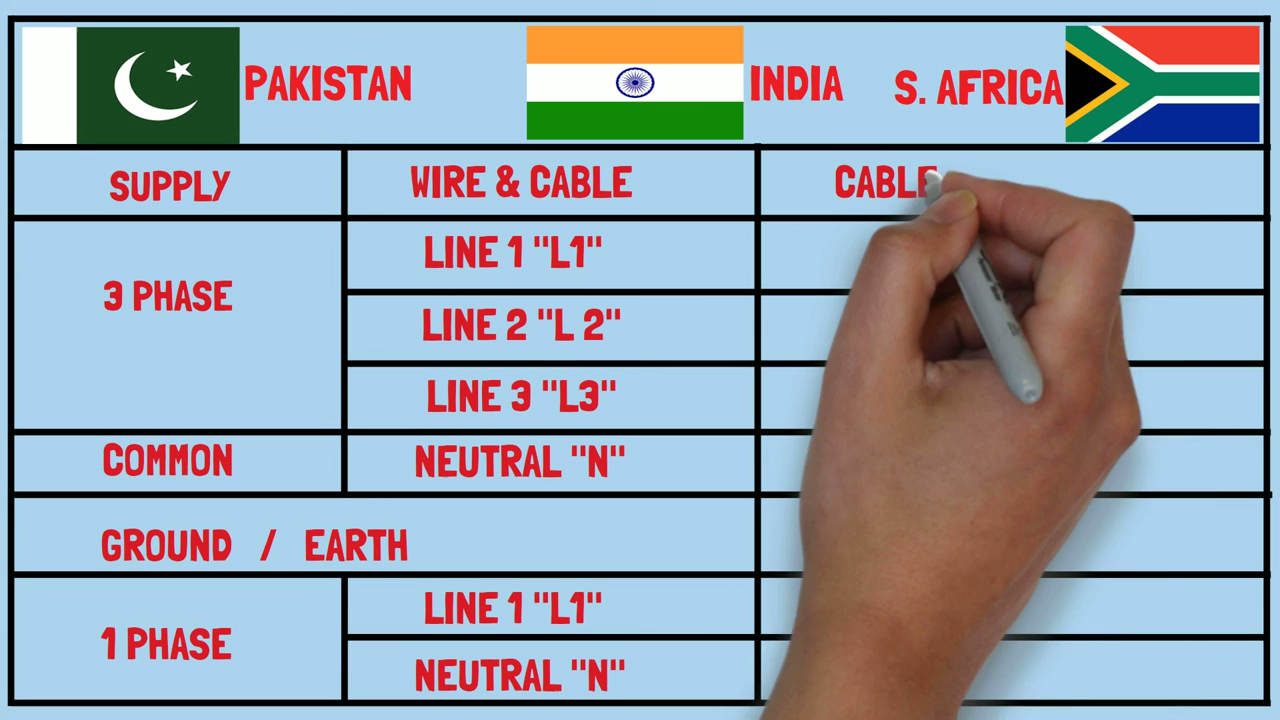 PAKISTAN INDIA S. AFRICA
SUPPLY WIRE & CABLE CABLE
3 PHASE
LINE 1 "L1"
LINE 2 "L 2"
LINE 3 "L3"
COMMON NEUTRAL "N"
GROUND / EARTH
1 PHASE
LINE 1 "L1"
NEUTRAL "N"